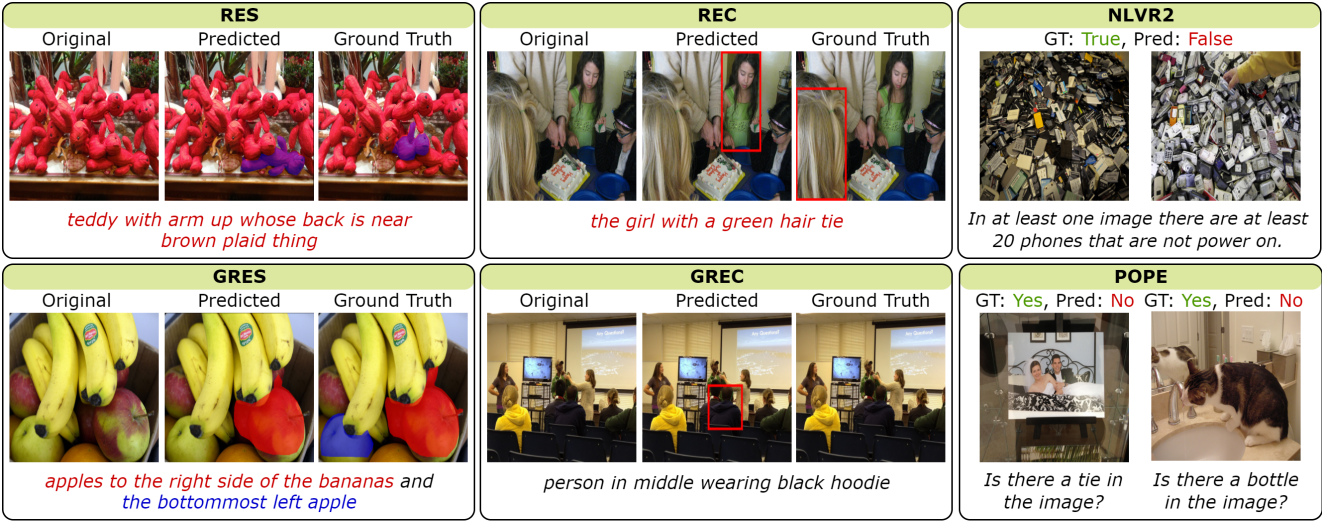 RES
Original Predicted Ground Truth
teddy with arm up whose back is near
brown plaid thing
REC
Original Predicted Ground Truth
the girl with a green hair tie
NLVR2
GT: True, Pred: False
In at least one image there are at least
20 phones that are not power on.
GRES
Original Predicted Ground Truth
apples to the right side of the bananas and
the bottommost left apple
GREC
Original Predicted Ground Truth
person in middle wearing black hoodie
POPE
GT: Yes, Pred: No GT: Yes, Pred: No
Is there a tie in
the image?
Is there a bottle
in the image?